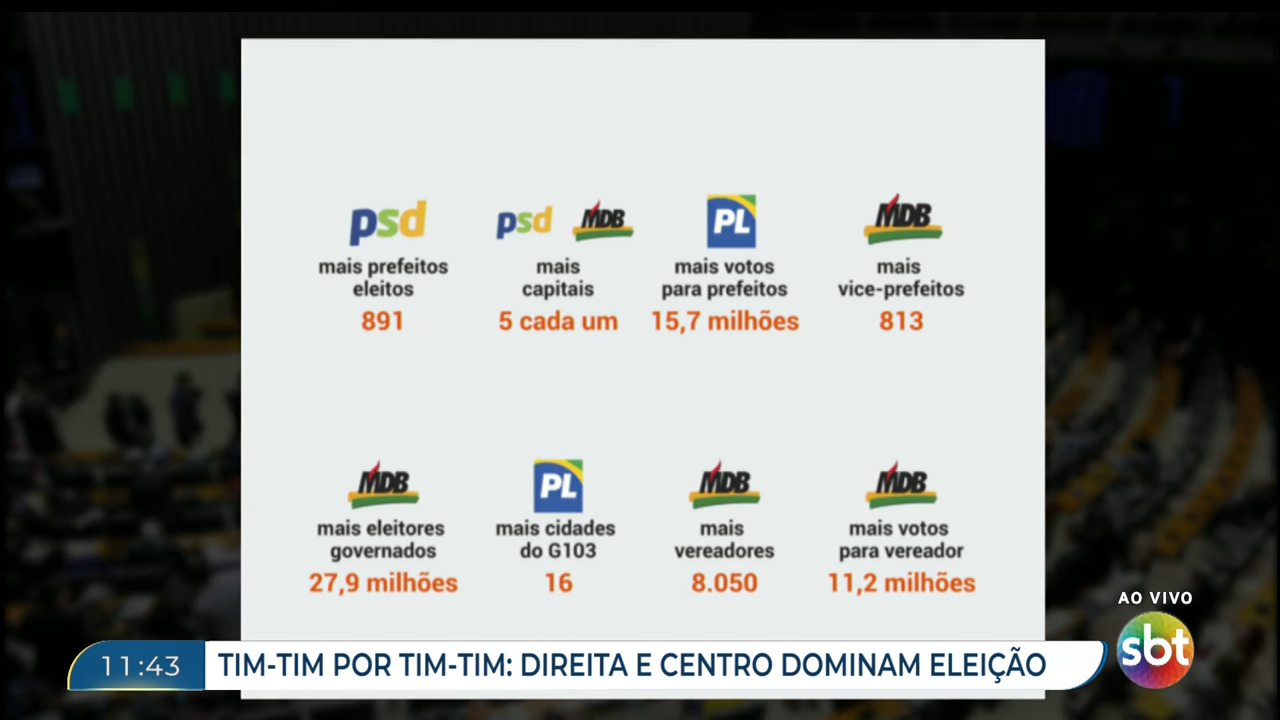 psd
mais prefeitos
eleitos
891
psd MDB
mais
capitais
5 cada um
PL
mais votos
para prefeitos
15,7 milhões
MDB
mais
vice-prefeitos
813
MDB
mais eleitores
governados
27,9 milhões
PL
mais cidades
do G103
16
MDB
mais
vereadores
8.050
MDB
mais votos
para vereador
11,2 milhões
AO VIVO
sbt
11:43 TIM-TIM POR TIM-TIM: DIREITA E CENTRO DOMINAM ELEIÇÃO